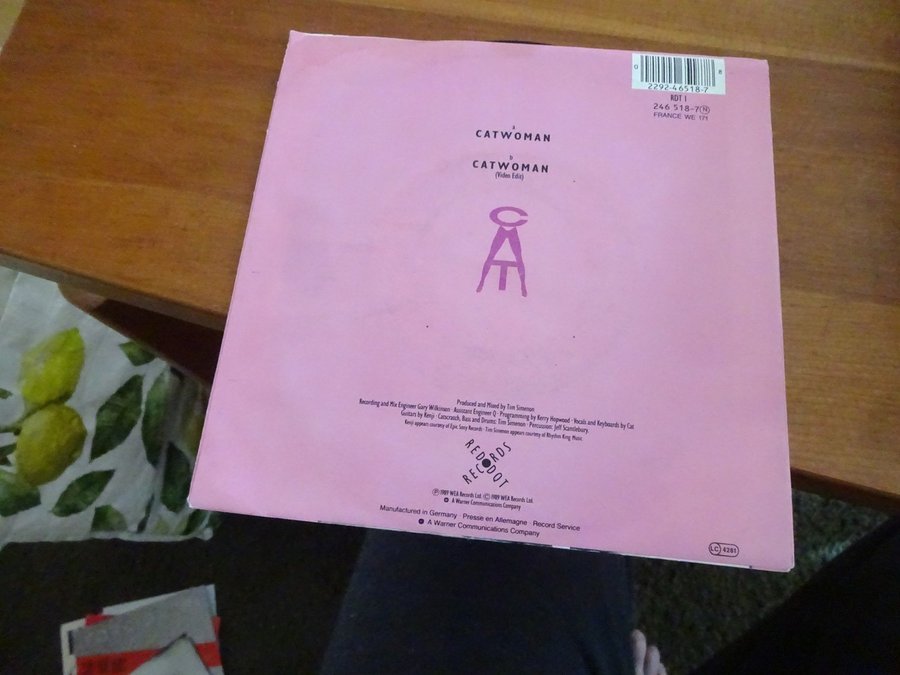 0 8
2292-46518-7
RDT 1
246 518-7 N
FRANCE WE 171
a
CATWOMAN
b
CATWOMAN
(Video Edit)
CAT
Produced and Mixed by Tim Simenon
Recording and Mix Engineer Gary Wilkinson · Assistant Engineer Q · Programming by Kerry Hopwood · Vocals and Keyboards by Cat
Guitars by Kenji · Catscratch, Bass and Drums: Tim Simenon · Percussion: Jeff Scantlebury.
Kenji appears courtesy of Epic Sony Records · Tim Simenon appears courtesy of Rhythm King Music
RED DOT RECORDS
Ⓟ 1989 WEA Records Ltd. © 1989 WEA Records Ltd.
A Warner Communications Company
Manufactured in Germany · Presse en Allemagne · Record Service
A Warner Communications Company
LC 4281